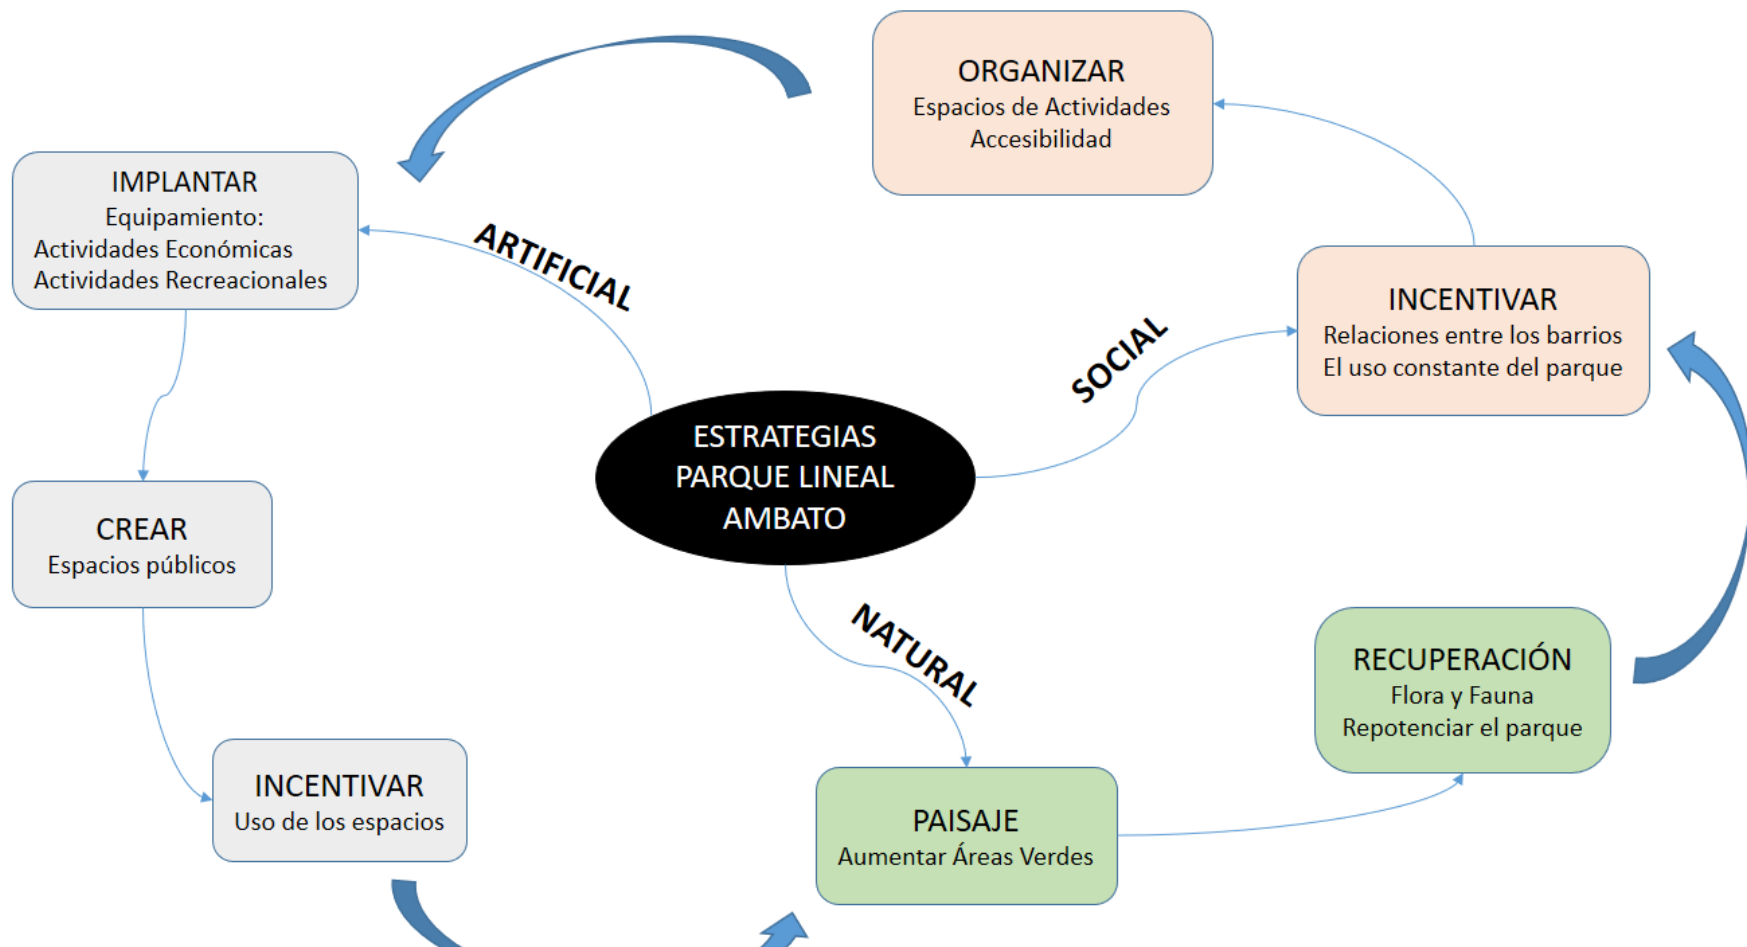 ORGANIZAR
Espacios de Actividades
Accesibilidad
IMPLANTAR
Equipamiento:
Actividades Económicas
Actividades Recreacionales
ARTIFICIAL
SOCIAL
INCENTIVAR
Relaciones entre los barrios
El uso constante del parque
ESTRATEGIAS
PARQUE LINEAL
AMBATO
CREAR
Espacios públicos
NATURAL
RECUPERACIÓN
Flora y Fauna
Repotenciar el parque
INCENTIVAR
Uso de los espacios
PAISAJE
Aumentar Áreas Verdes